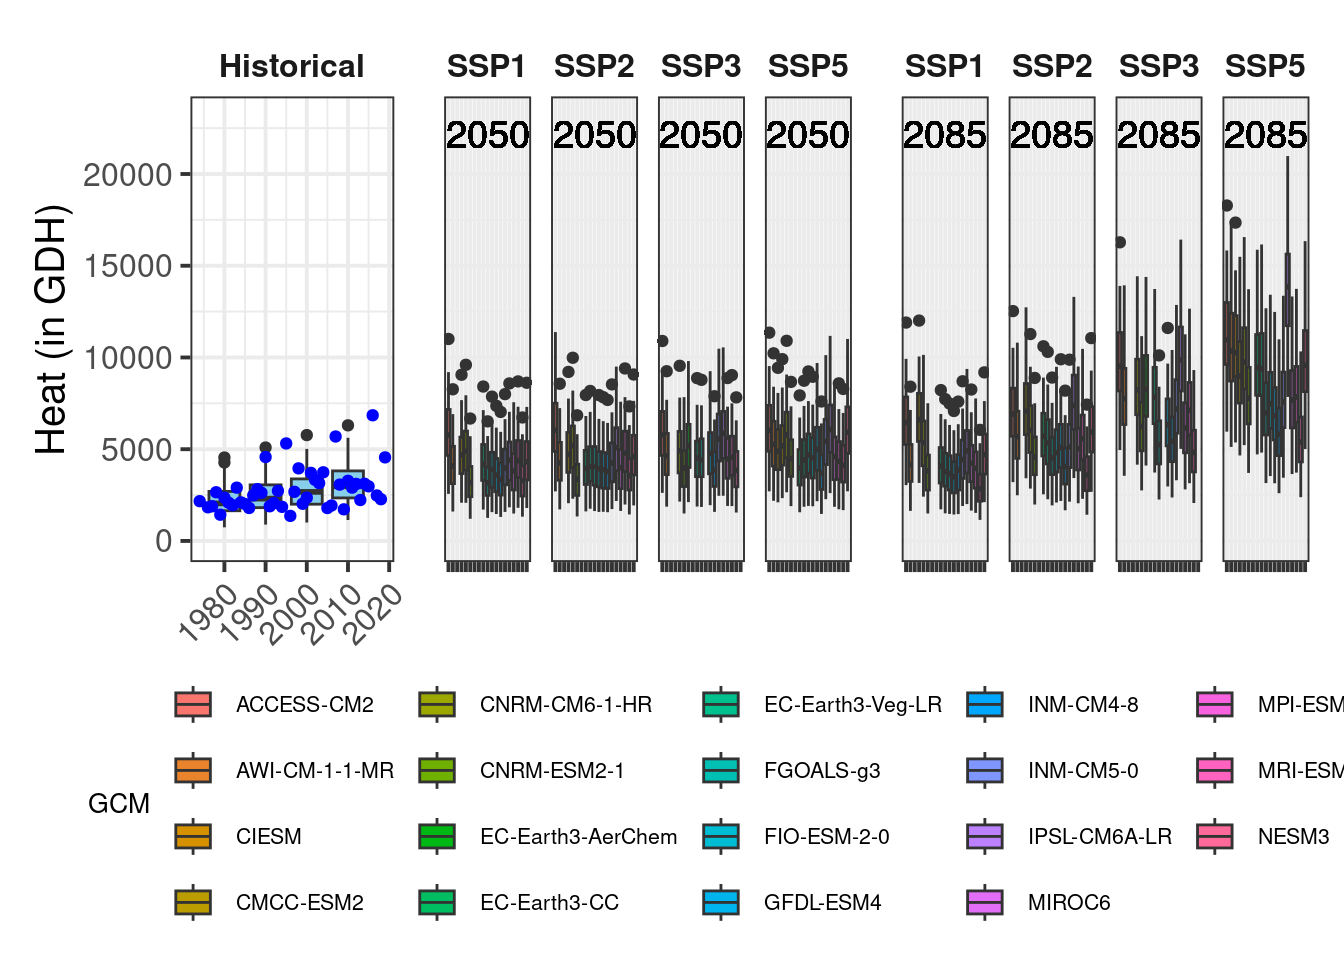 Historical SSP1 SSP2 SSP3 SSP5 SSP1 SSP2 SSP3 SSP5
2050 2050 2050 2050 2085 2085 2085 2085
Heat (in GDH)
20000
15000
10000
5000
0
1980 1990 2000 2010 2020
GCM
ACCESS-CM2 CNRM-CM6-1-HR EC-Earth3-Veg-LR INM-CM4-8 MPI-ESM
AWI-CM-1-1-MR CNRM-ESM2-1 FGOALS-g3 INM-CM5-0 MRI-ESM
CIESM EC-Earth3-AerChem FIO-ESM-2-0 IPSL-CM6A-LR NESM3
CMCC-ESM2 EC-Earth3-CC GFDL-ESM4 MIROC6